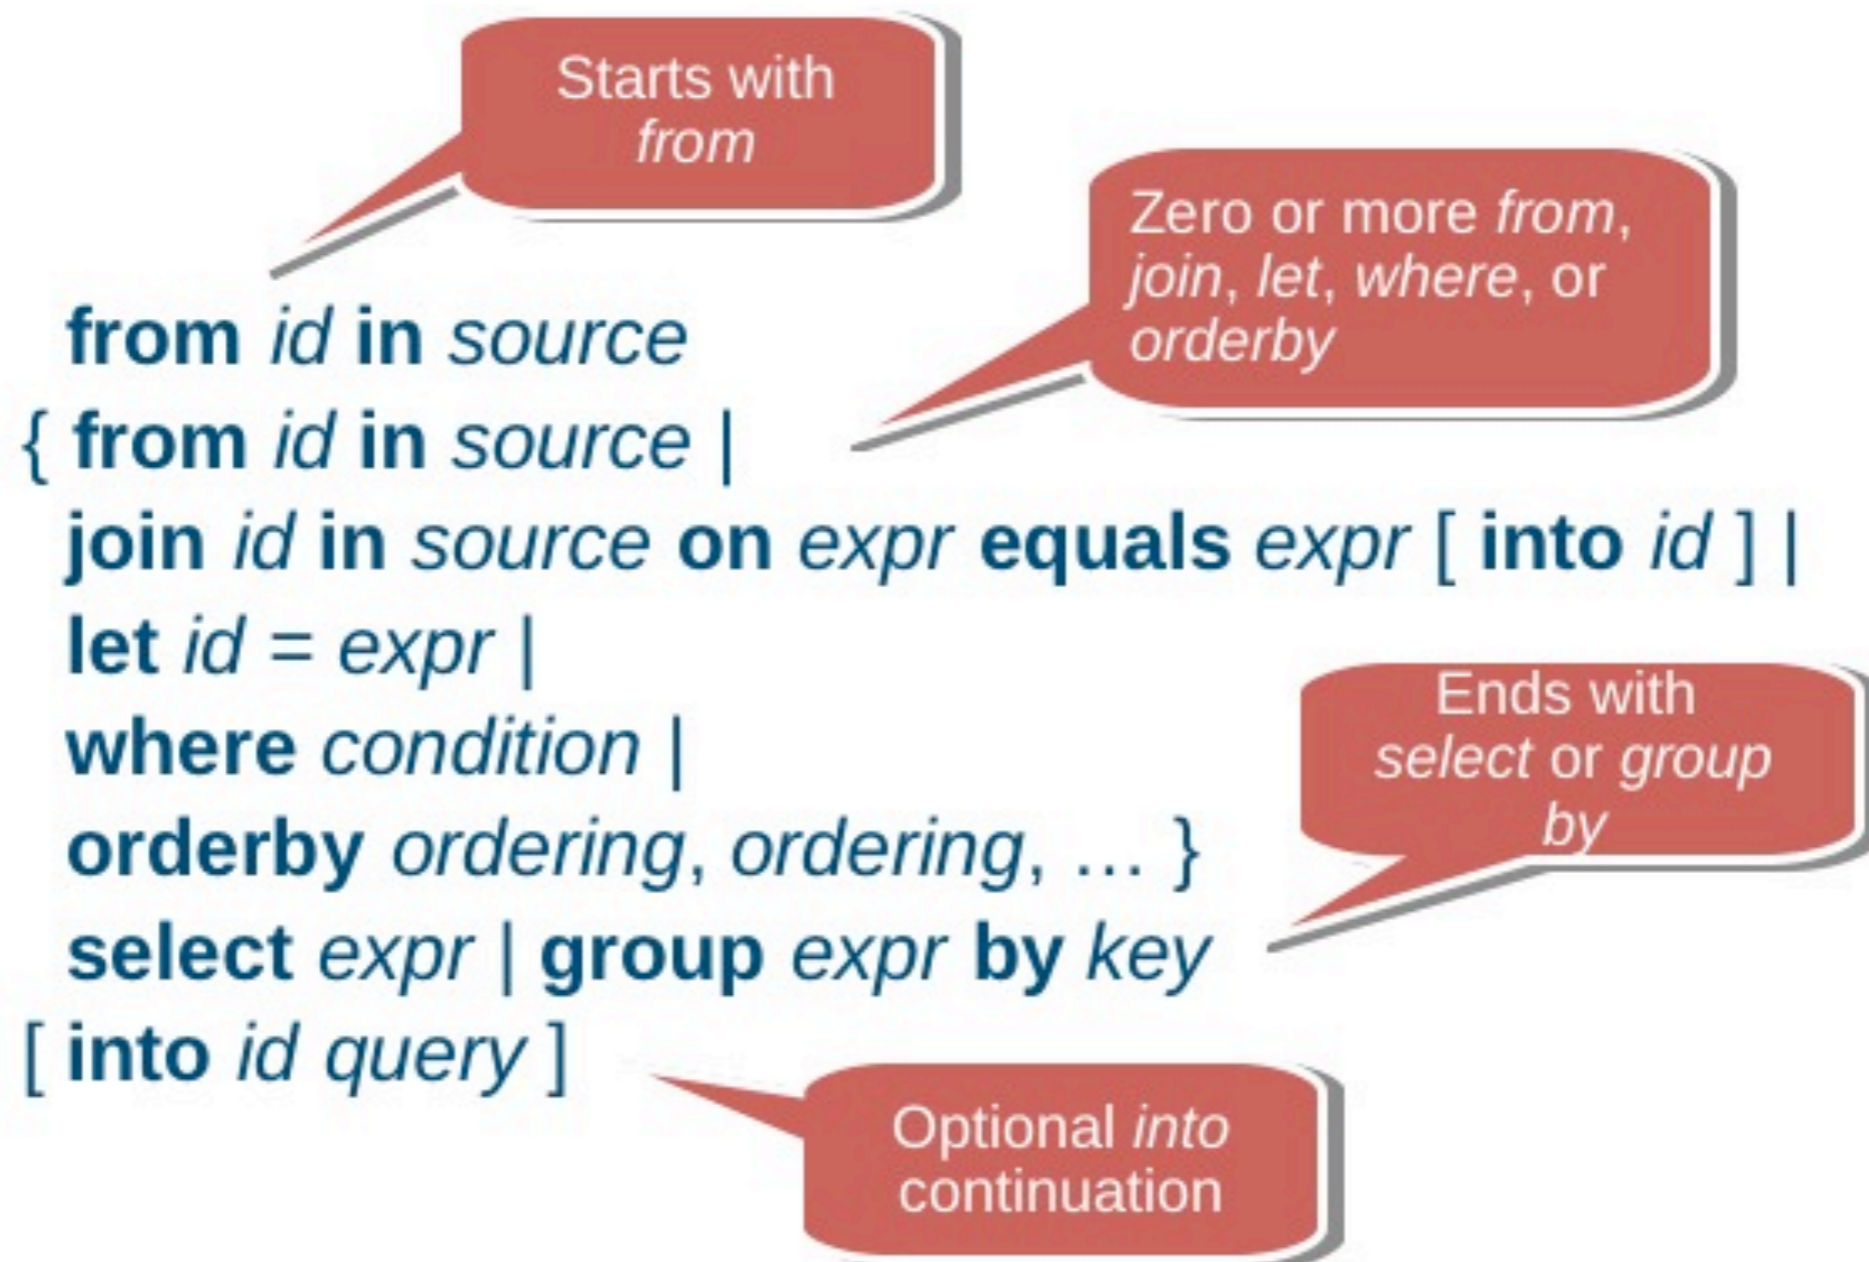 Starts with
from
Zero or more from,
join, let, where, or
orderby
from id in source
{ from id in source |
join id in source on expr equals expr [ into id ] |
let id = expr |
where condition |
orderby ordering, ordering, … }
select expr | group expr by key
[ into id query ]
Ends with
select or group
by
Optional into
continuation